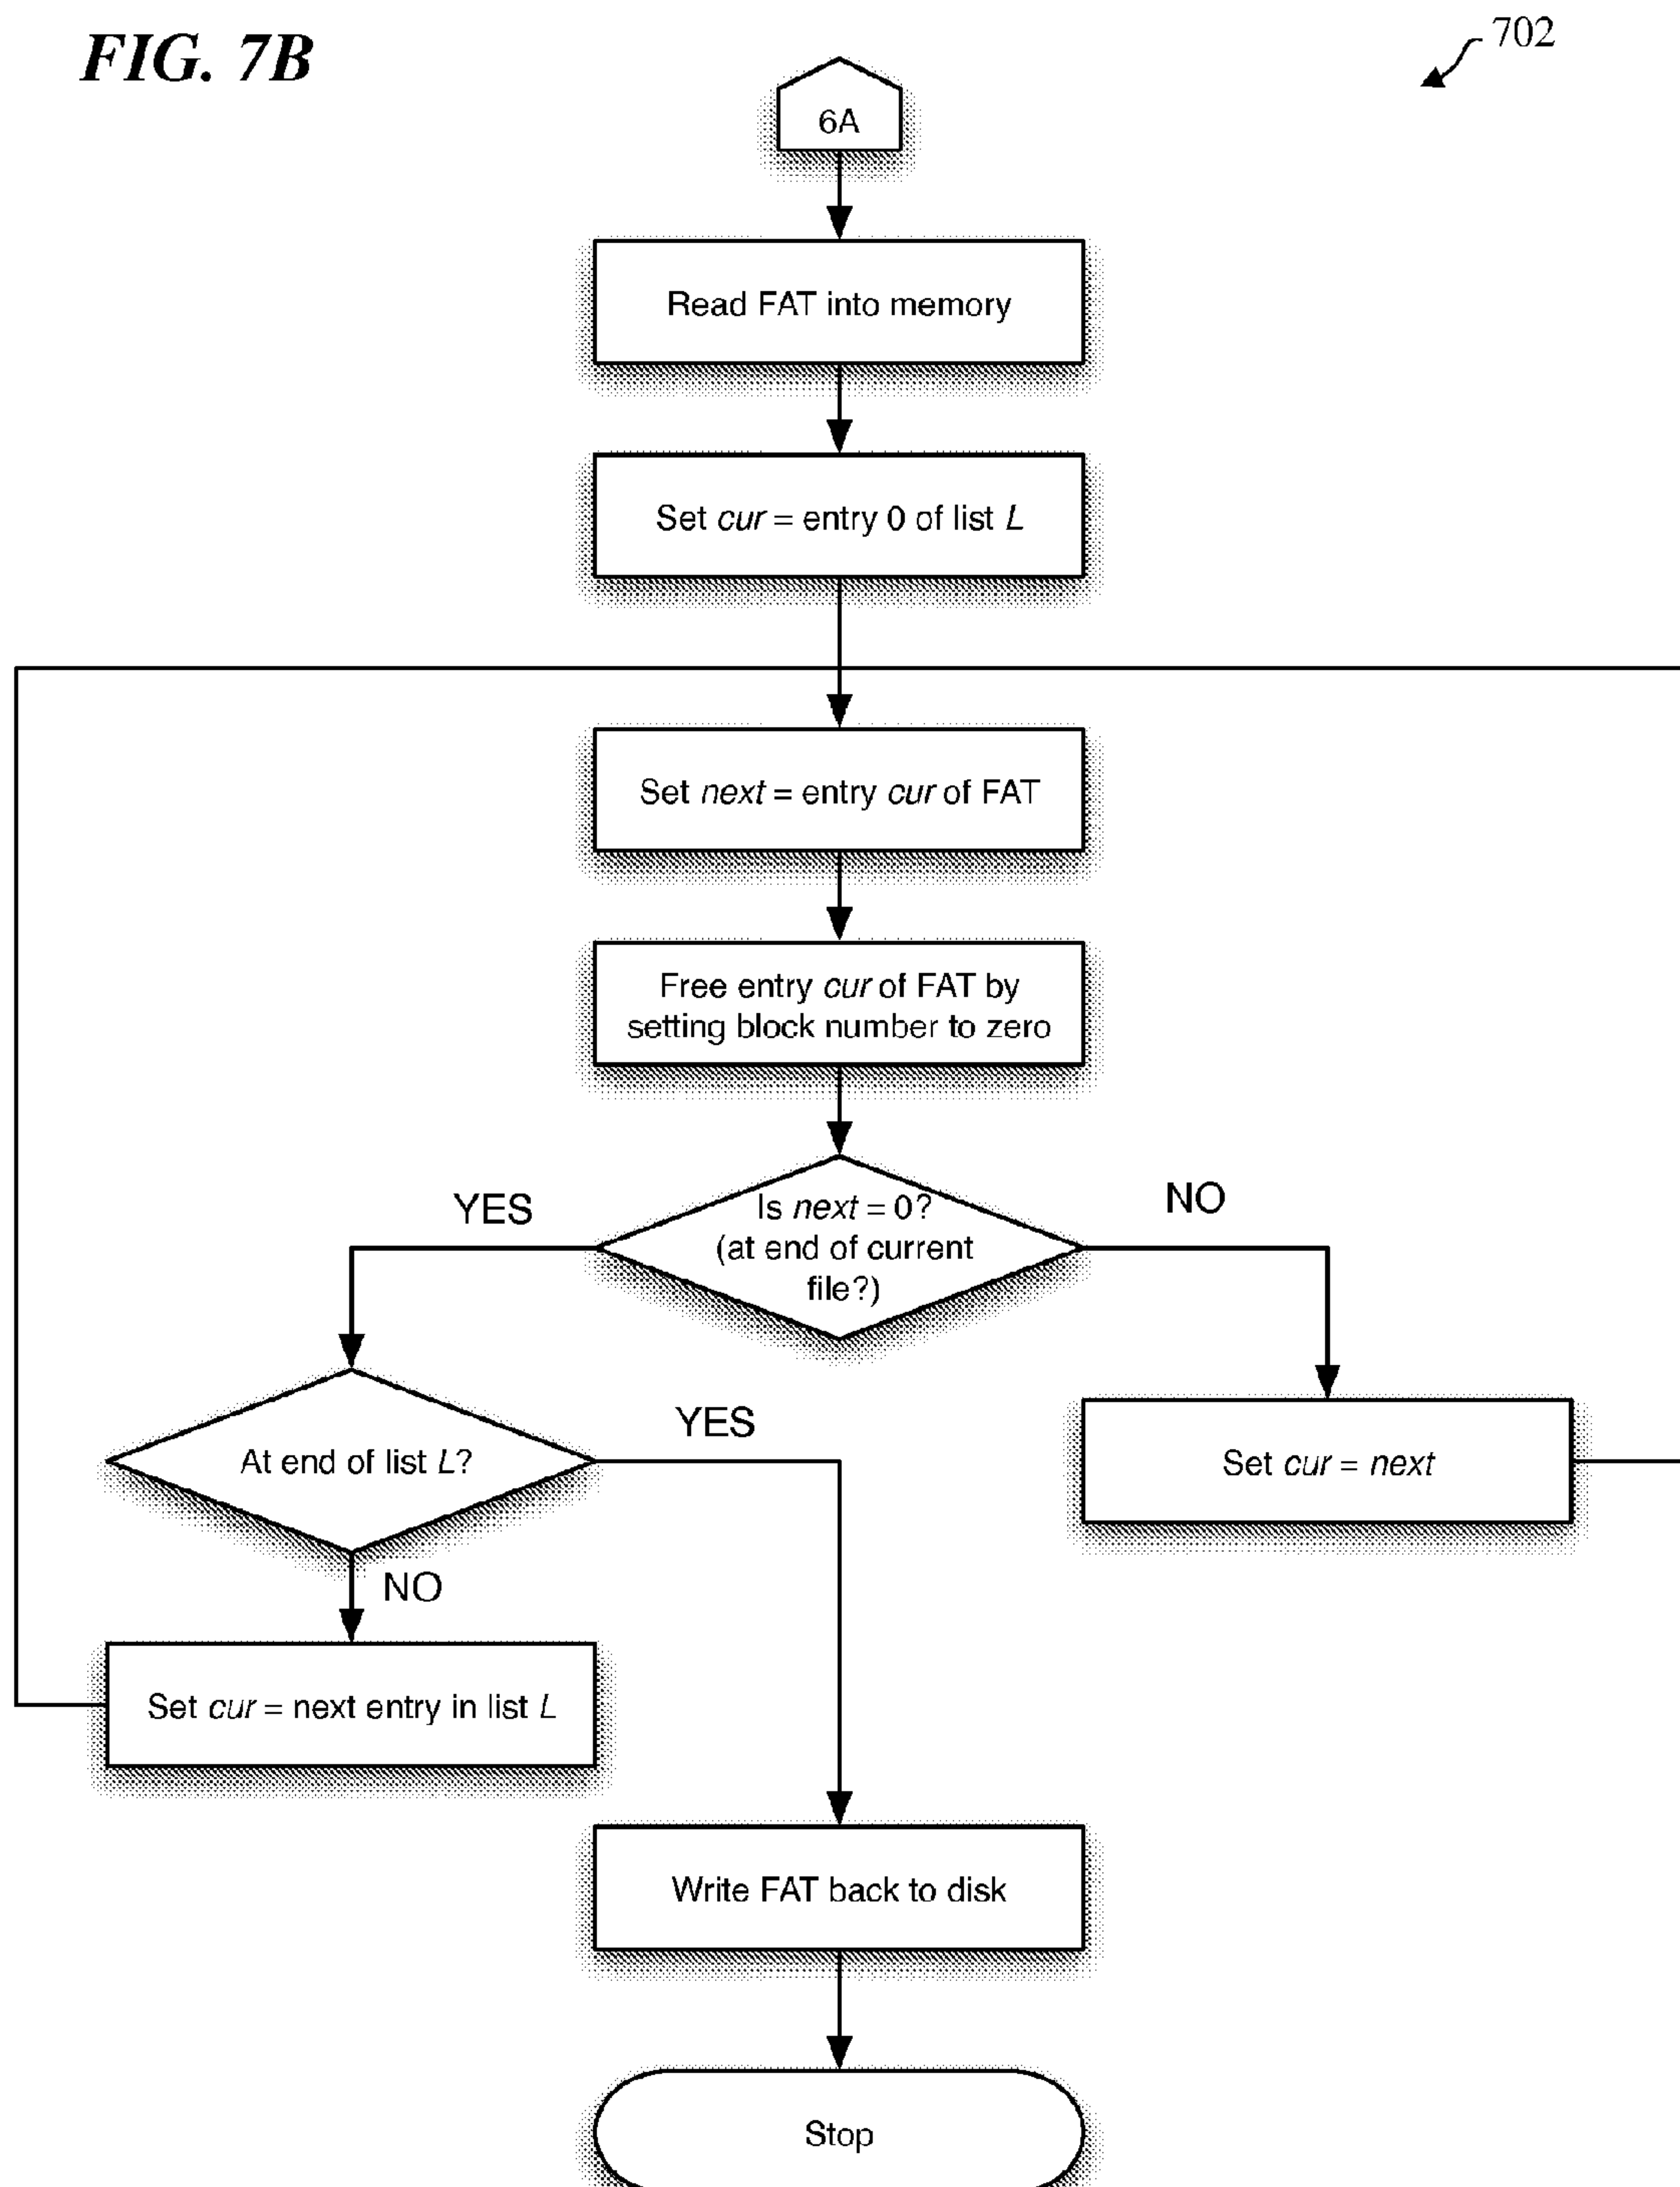 FIG. 7B
702
6A
Read FAT into memory
Set cur = entry 0 of list L
Set next = entry cur of FAT
Free entry cur of FAT by
setting block number to zero
Is next = 0?
(at end of current
file?)
YES
NO
At end of list L?
YES
Set cur = next
NO
Set cur = next entry in list L
Write FAT back to disk
Stop